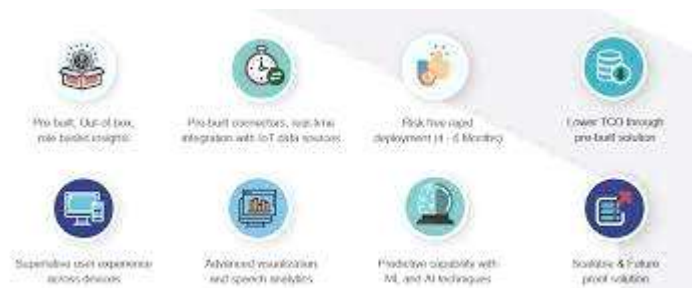 Pre-built, Out-of-box,
role based insights
Pre-built connectors, real-time
integration with IoT data sources
Risk free rapid
deployment (4 - 6 Months)
Lower TCO through
pre-built solution
Superlative user experience
across devices
Advanced visualization
and speech analytics
Predictive capability with
ML and AI techniques
Scalable & Future
proof solution